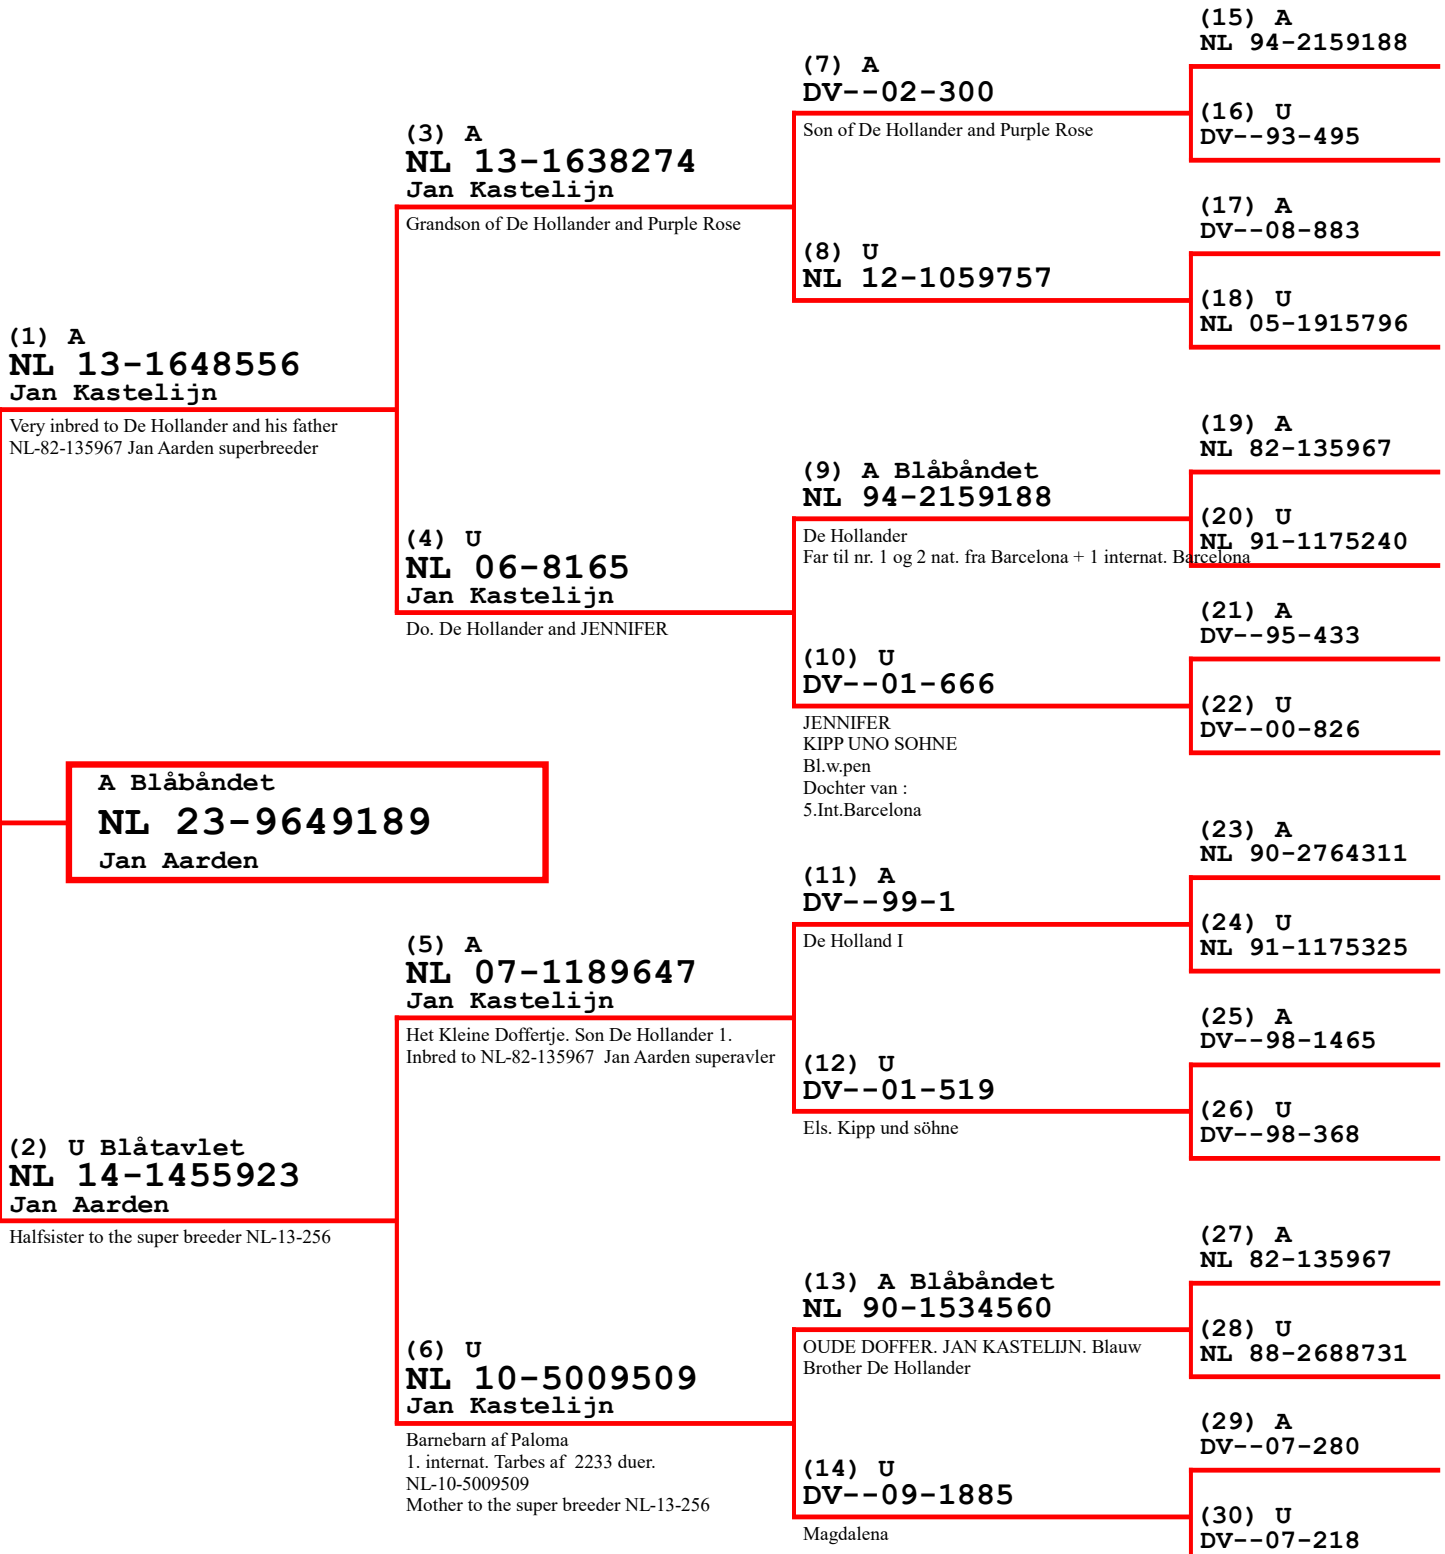 A Blåbåndet
NL 23-9649189
Jan Aarden
(1) A
NL 13-1648556
Jan Kastelijn
Very inbred to De Hollander and his father
NL-82-135967 Jan Aarden superbreeder
(2) U Blåtavlet
NL 14-1455923
Jan Aarden
Halfsister to the super breeder NL-13-256
(3) A
NL 13-1638274
Jan Kastelijn
Grandson of De Hollander and Purple Rose
(4) U
NL 06-8165
Jan Kastelijn
Do. De Hollander and JENNIFER
(5) A
NL 07-1189647
Jan Kastelijn
Het Kleine Doffertje. Son De Hollander 1.
Inbred to NL-82-135967  Jan Aarden superavler
(6) U
NL 10-5009509
Jan Kastelijn
Barnebarn af Paloma
1. internat. Tarbes af  2233 duer.
NL-10-5009509
Mother to the super breeder NL-13-256
(7) A
DV--02-300
Son of De Hollander and Purple Rose
(8) U
NL 12-1059757
(9) A Blåbåndet
NL 94-2159188
De Hollander
Far til nr. 1 og 2 nat. fra Barcelona + 1 internat. Barcelona
(10) U
DV--01-666
JENNIFER
KIPP UNO SOHNE
Bl.w.pen
Dochter van :
5.Int.Barcelona
(11) A
DV--99-1
De Holland I
(12) U
DV--01-519
Els. Kipp und söhne
(13) A Blåbåndet
NL 90-1534560
OUDE DOFFER. JAN KASTELIJN. Blauw
Brother De Hollander
(14) U
DV--09-1885
Magdalena
(15) A
NL 94-2159188
(16) U
DV--93-495
(17) A
DV--08-883
(18) U
NL 05-1915796
(19) A
NL 82-135967
(20) U
NL 91-1175240
(21) A
DV--95-433
(22) U
DV--00-826
(23) A
NL 90-2764311
(24) U
NL 91-1175325
(25) A
DV--98-1465
(26) U
DV--98-368
(27) A
NL 82-135967
(28) U
NL 88-2688731
(29) A
DV--07-280
(30) U
DV--07-218